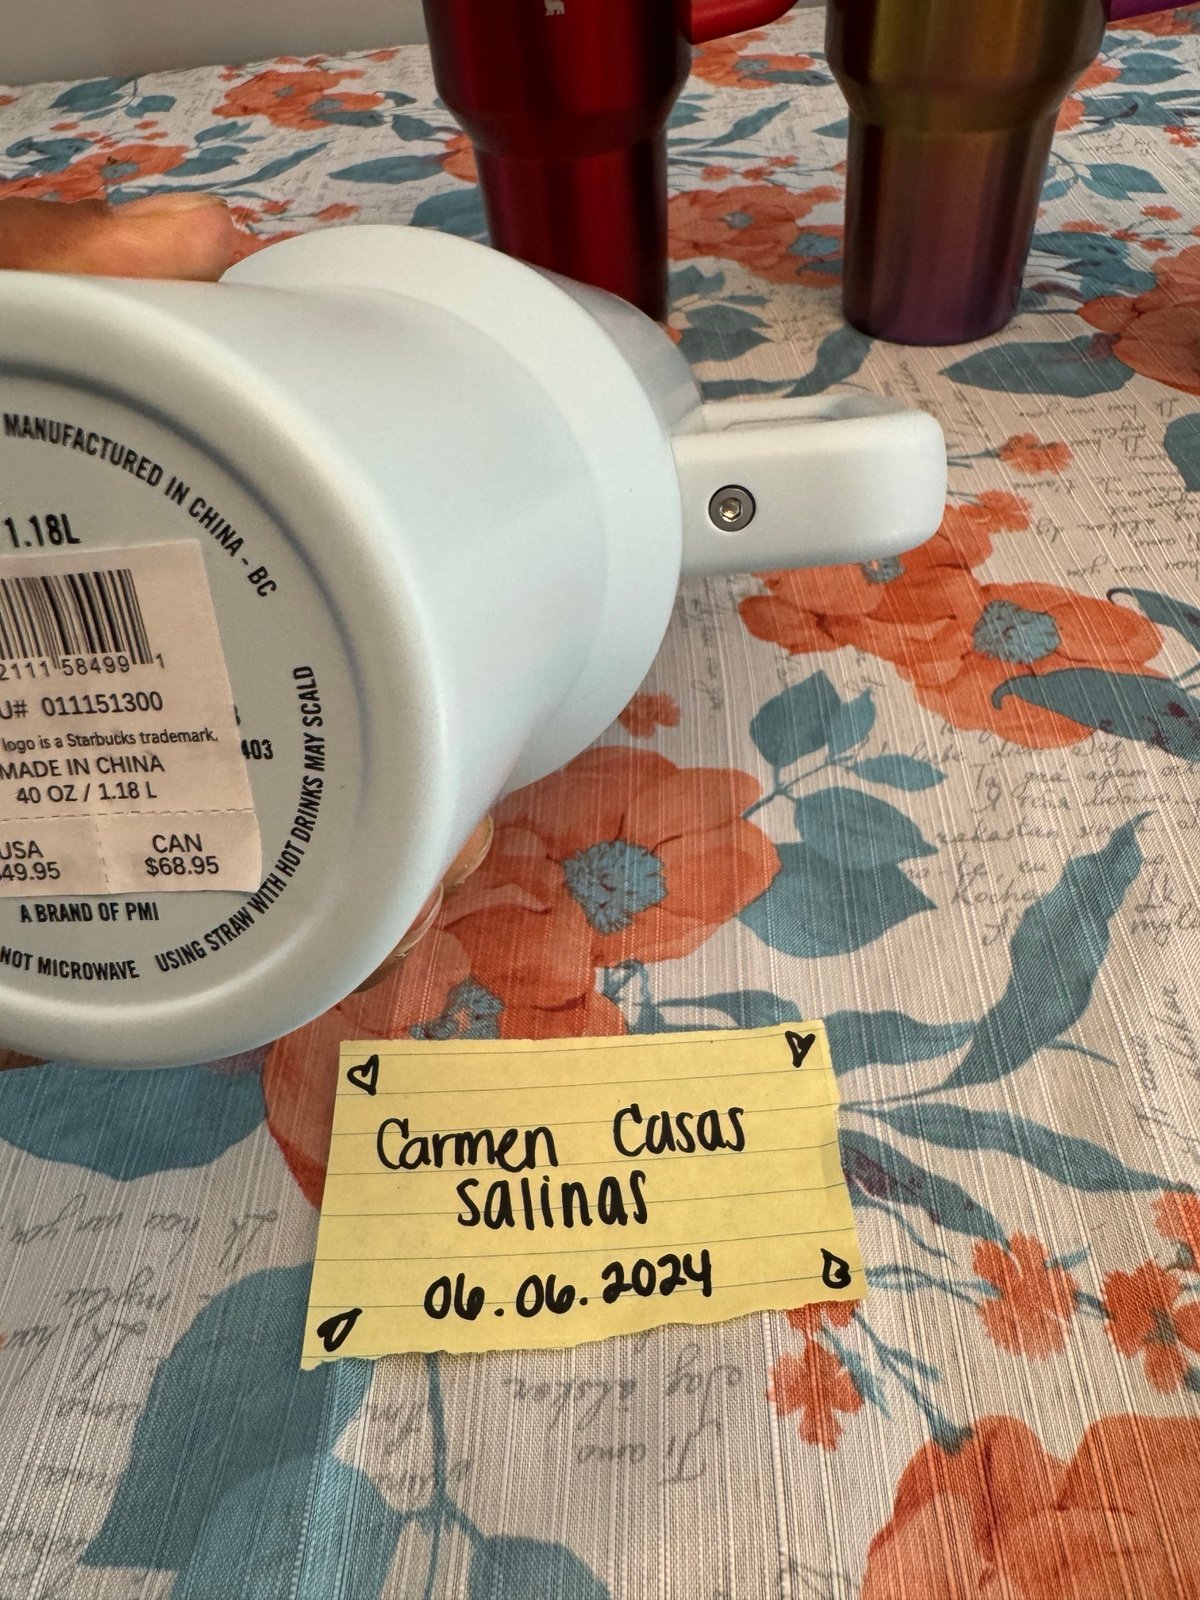 MANUFACTURED IN CHINA - BC
1.18L
2111 58499 1
U# 011151300
logo is a Starbucks trademark.
MADE IN CHINA
40 OZ / 1.18 L
USA
49.95
CAN
$68.95
403
A BRAND OF PMI
NOT MICROWAVE
USING STRAW WITH HOT DRINKS MAY SCALD
Carmen Casas
Salinas
06.06.2024
Ti amo